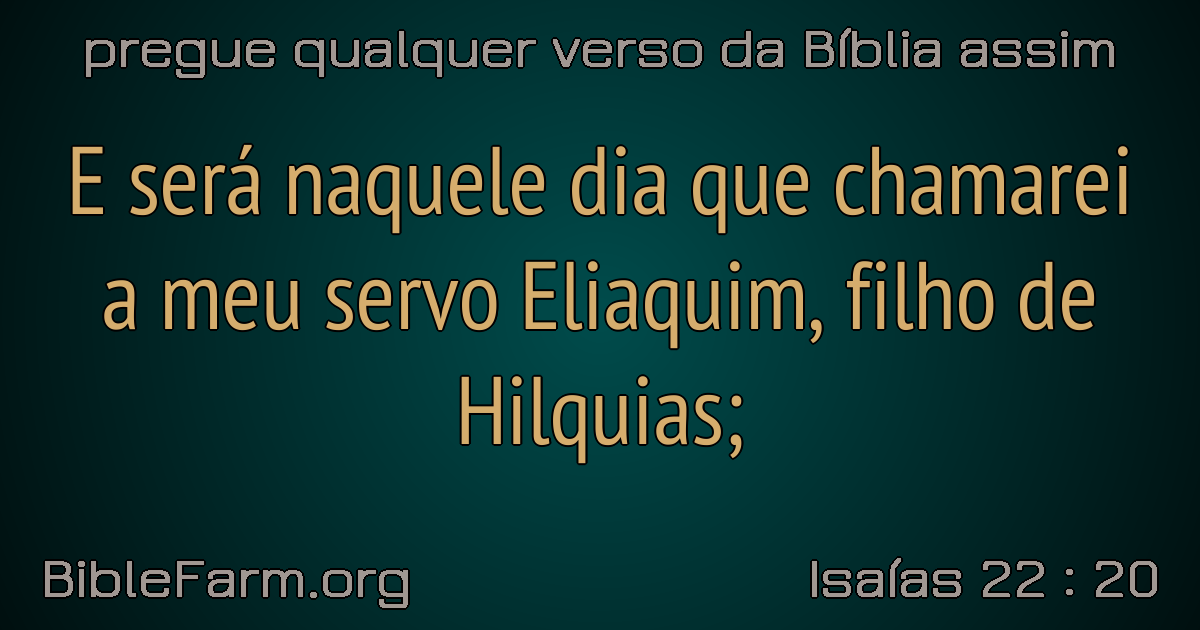 pregue qualquer verso da Bíblia assim
E será naquele dia que chamarei
a meu servo Eliaquim, filho de
Hilquias;
BibleFarm.org
Isaías 22 : 20